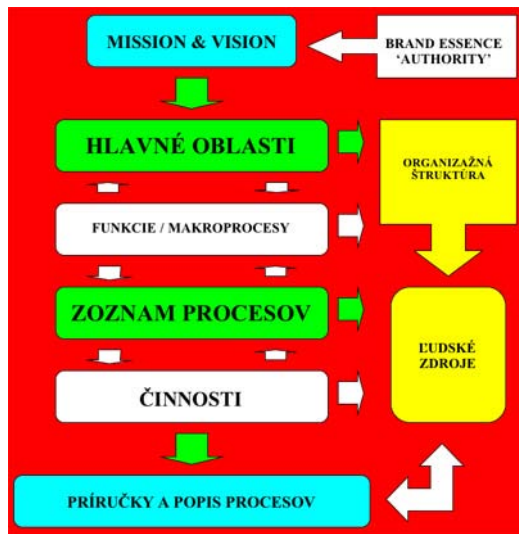 MISSION & VISION
BRAND ESSENCE
‘AUTHORITY’
HLAVNÉ OBLASTI
ORGANIZAŽNÁ
ŠTRUKTÚRA
FUNKCIE / MAKROPROCESY
ZOZNAM PROCESOV
ĽUDSKÉ
ZDROJE
ČINNOSTI
PRÍRUČKY A POPIS PROCESOV